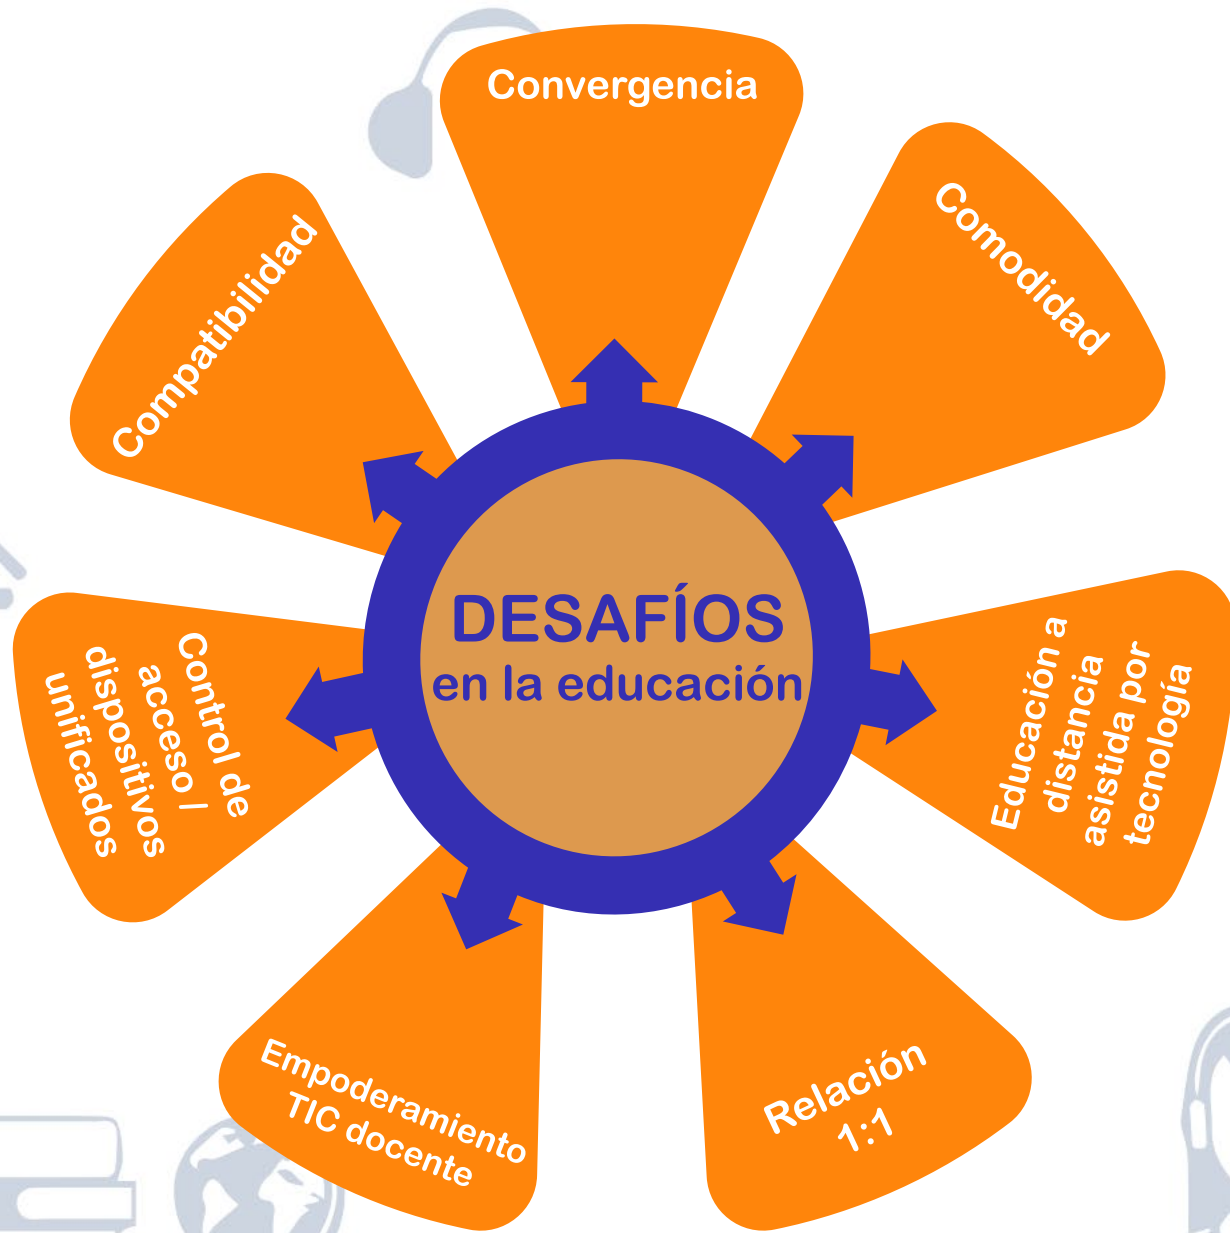 Convergencia
Comodidad
Compatibilidad
DESAFÍOS
en la educación
Educación a
distancia
asistida por
tecnología
Control de
acceso /
dispositivos
unificados
Empoderamiento
TIC docente
Relación
1:1